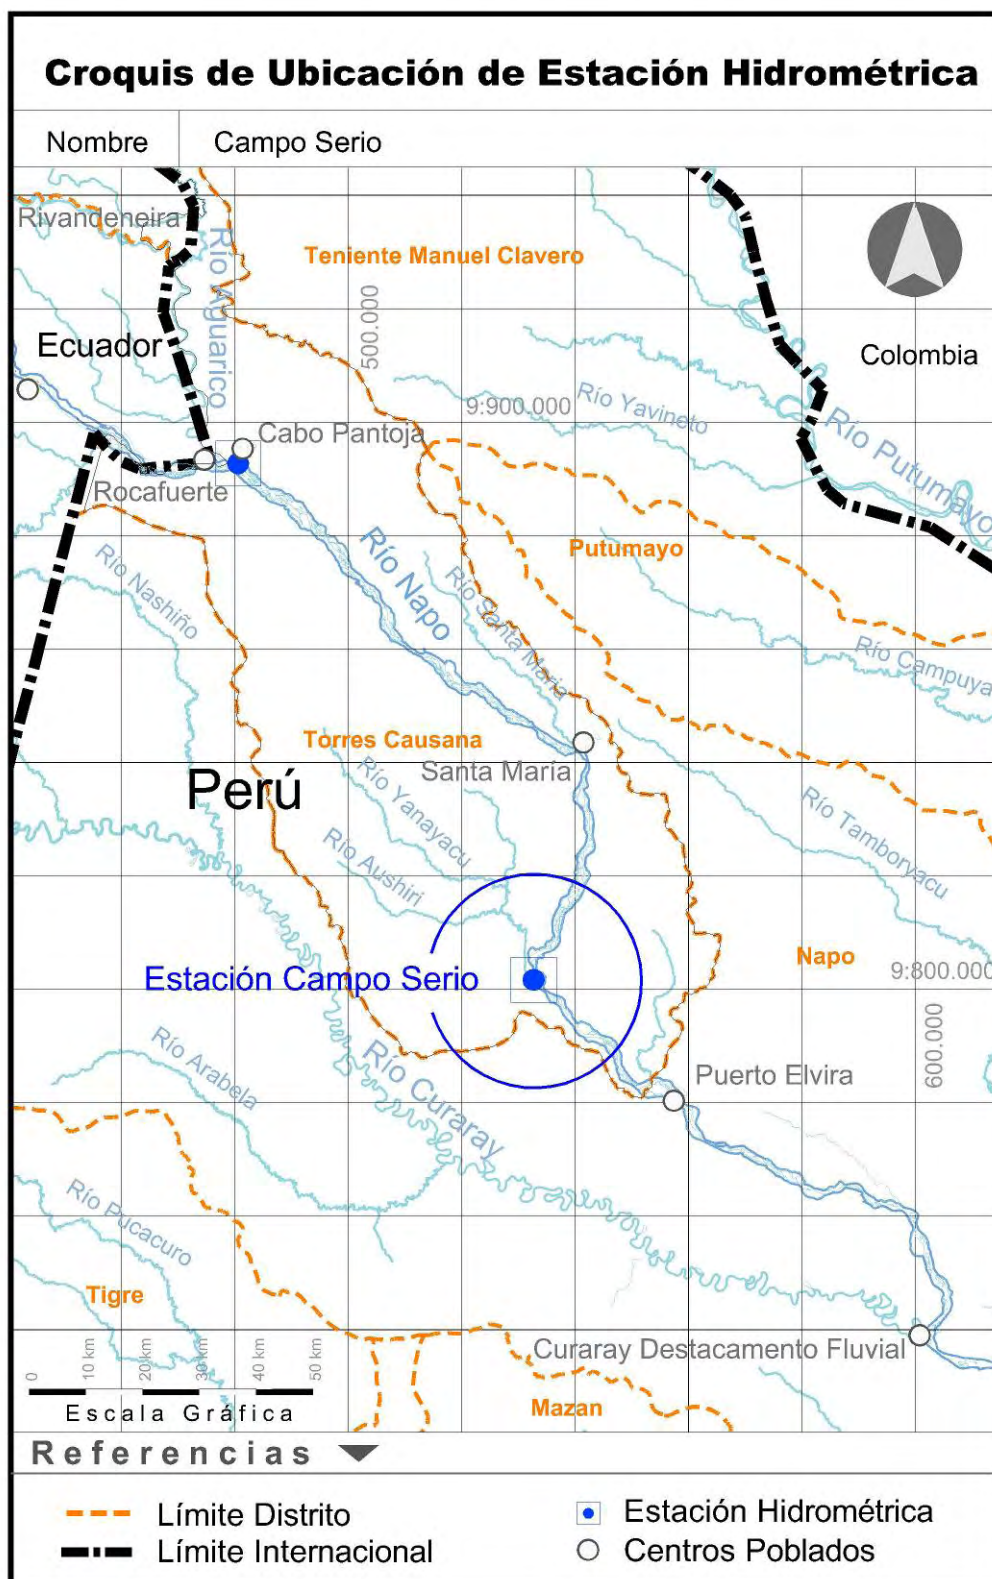 Croquis de Ubicación de Estación Hidrométrica
Nombre Campo Serio
Rivandeneira
Río Aguarico
Teniente Manuel Clavero
500.000
Ecuador
Colombia
9:900.000
Río Yavineto
Río Putumayo
Cabo Pantoja
Rocafuerte
Río Napo
Putumayo
Río Nashiño
Río Santa María
Río Campuya
Torres Causana
Santa María
Perú
Río Yanayacu
Río Tamboryacu
Río Aushiri
Napo
9:800.000
Estación Campo Serio
600.000
Río Arabela
Río Curaray
Puerto Elvira
Río Pucacuro
Tigre
Curaray Destacamento Fluvial
0 10 km 20 km 30 km 40 km 50 km
Escala Gráfica
Mazan
Referencias
Límite Distrito
Estación Hidrométrica
Límite Internacional
Centros Poblados